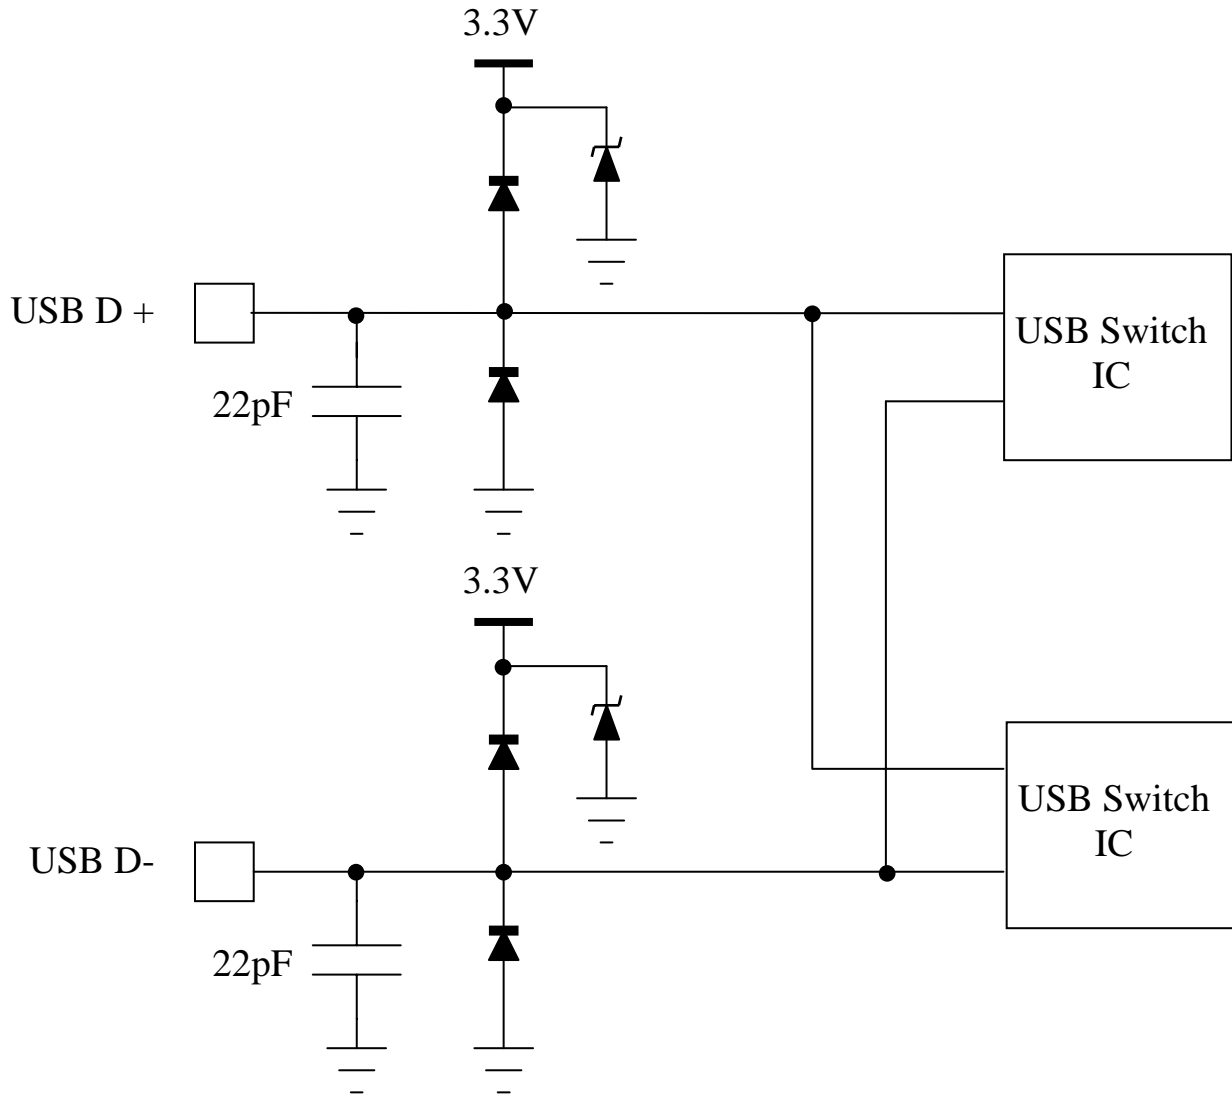 3.3V
USB D +
22pF
USB Switch
IC
3.3V
USB D-
22pF
USB Switch
IC